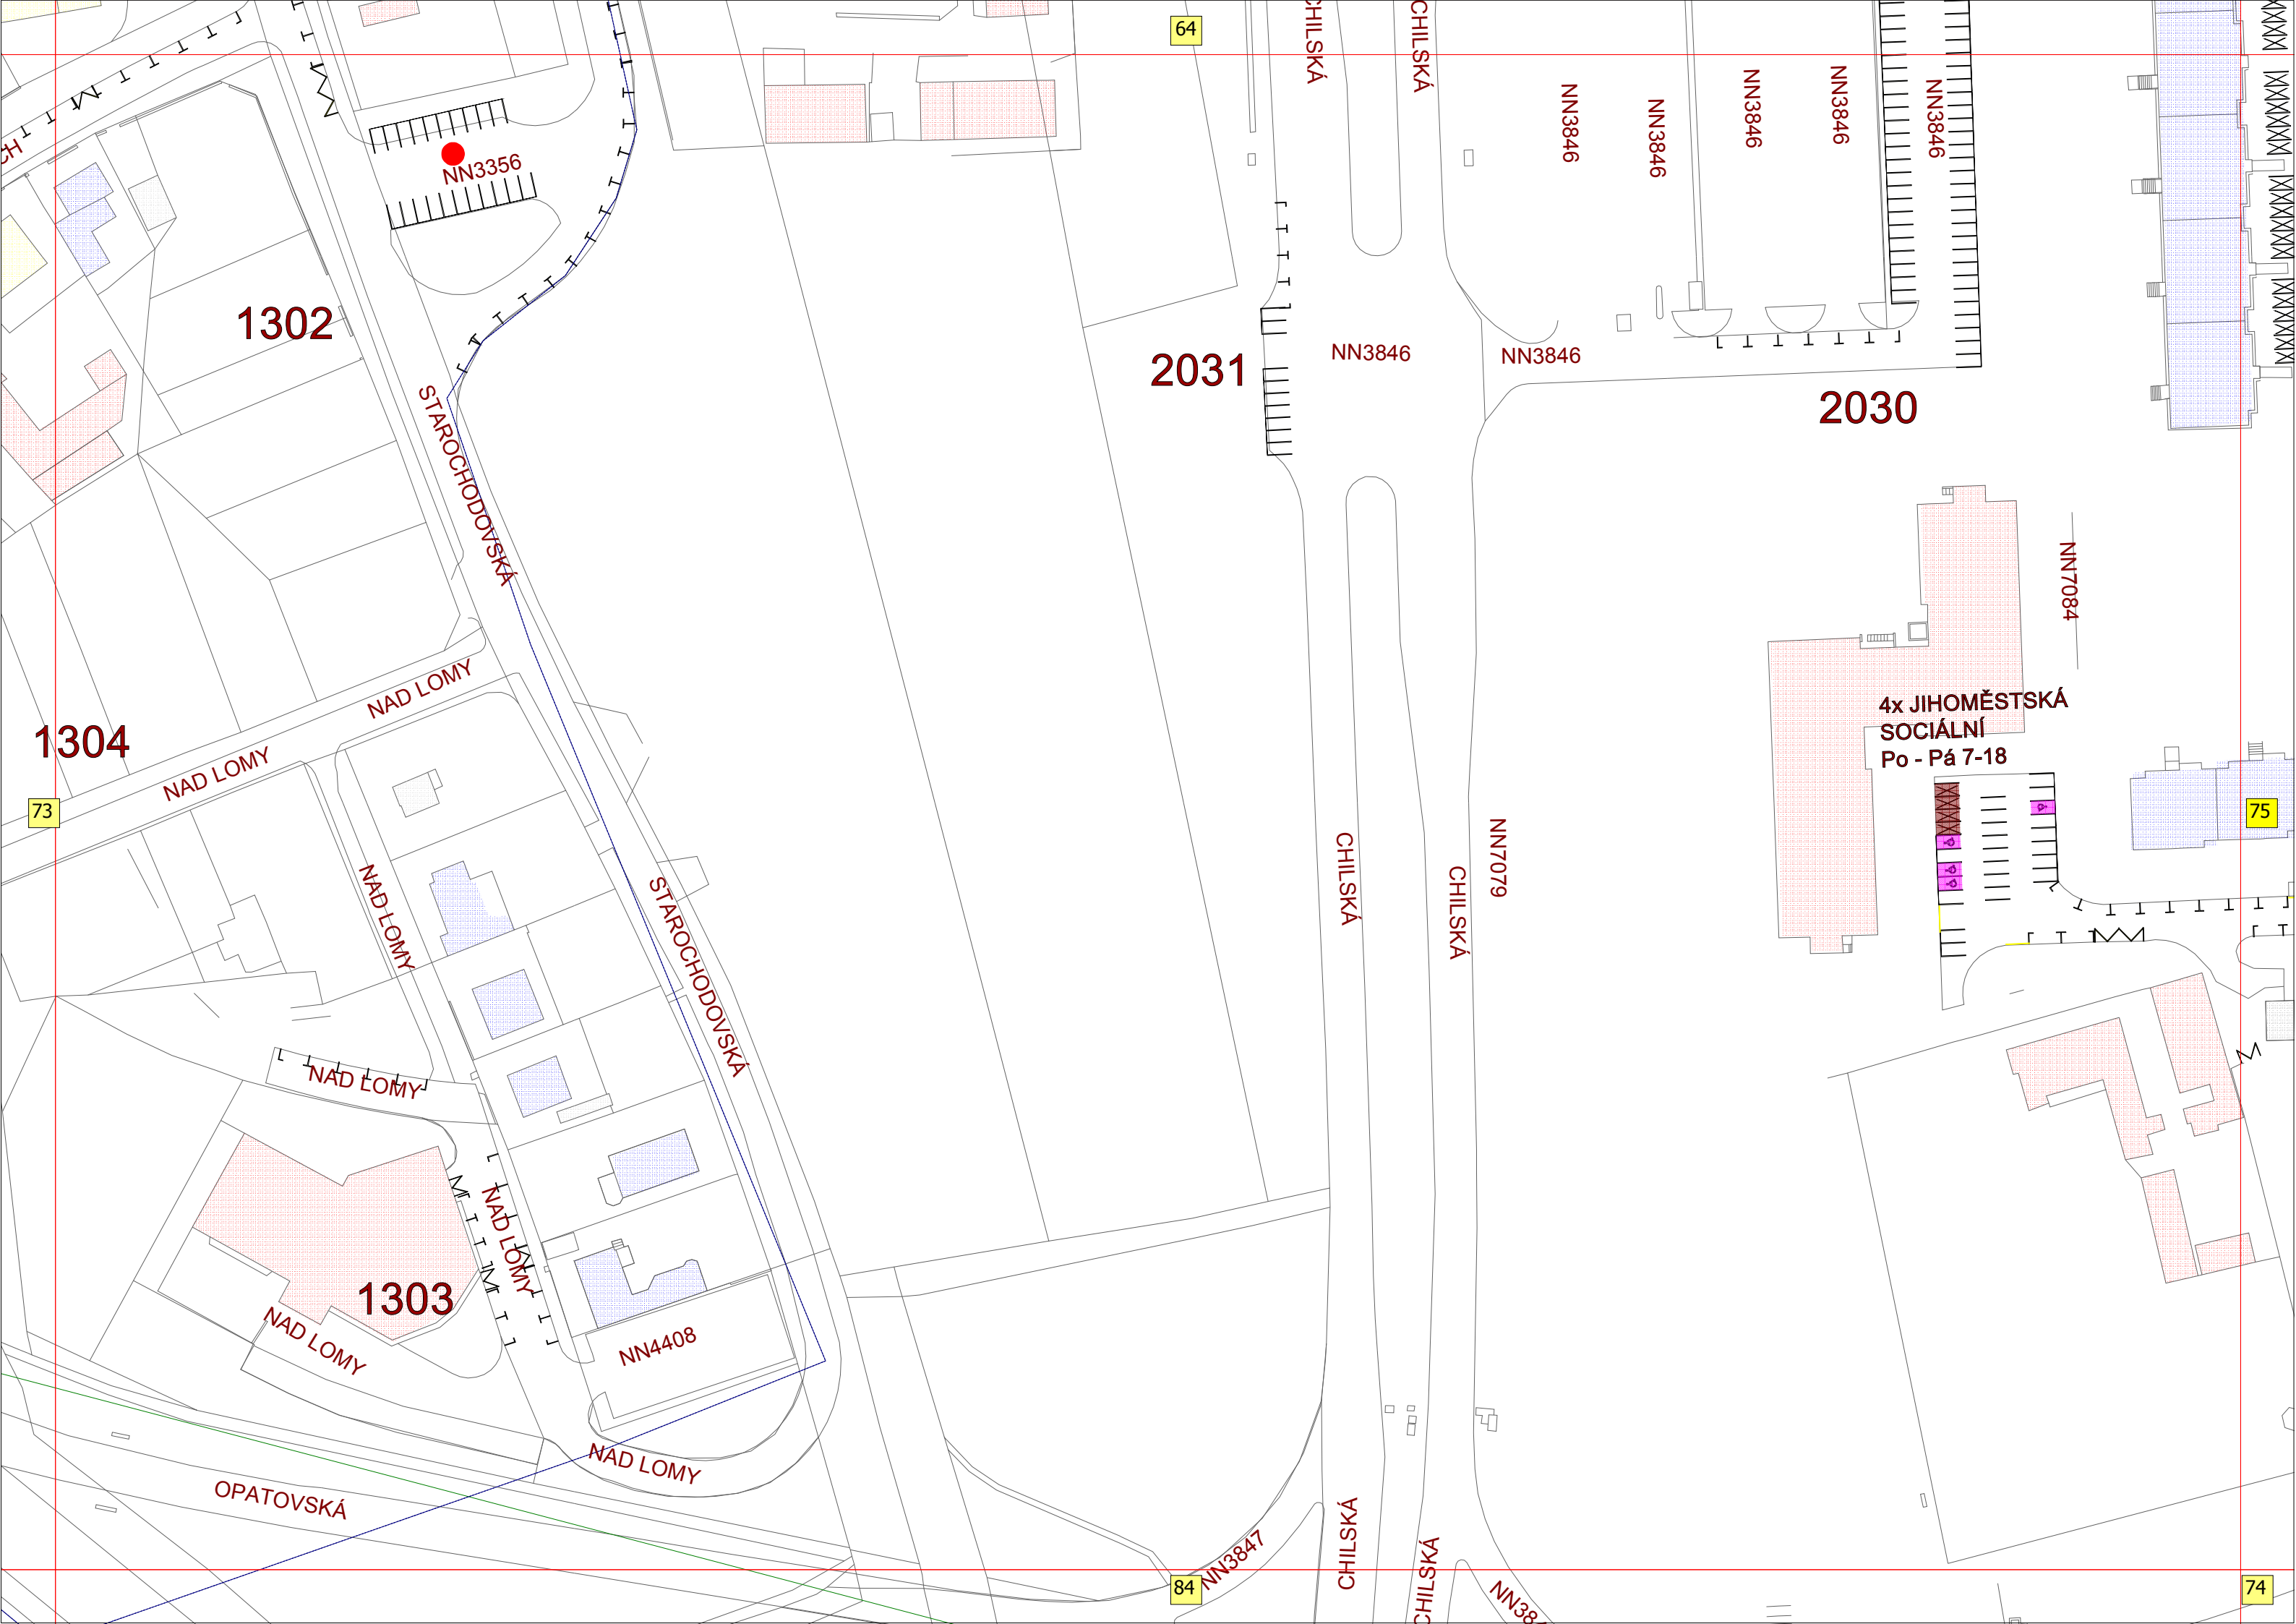 64
CHILSKÁ
CHILSKÁ
NN3846
NN3846
NN3846
NN3846
NN3846
CH
NN3356
1302
2031
NN3846
NN3846
2030
STAROCHODOVSKÁ
NN7084
NAD LOMY
4x JIHOMĚSTSKÁ
SOCIÁLNÍ
Po - Pá 7-18
1304
NAD LOMY
73
75
CHILSKÁ
CHILSKÁ
NN7079
NAD LOMY
STAROCHODOVSKÁ
NAD LOMY
NAD LOMY
1303
NAD LOMY
NN4408
NAD LOMY
OPATOVSKÁ
CHILSKÁ
CHILSKÁ
NN3847
84
NN384
74